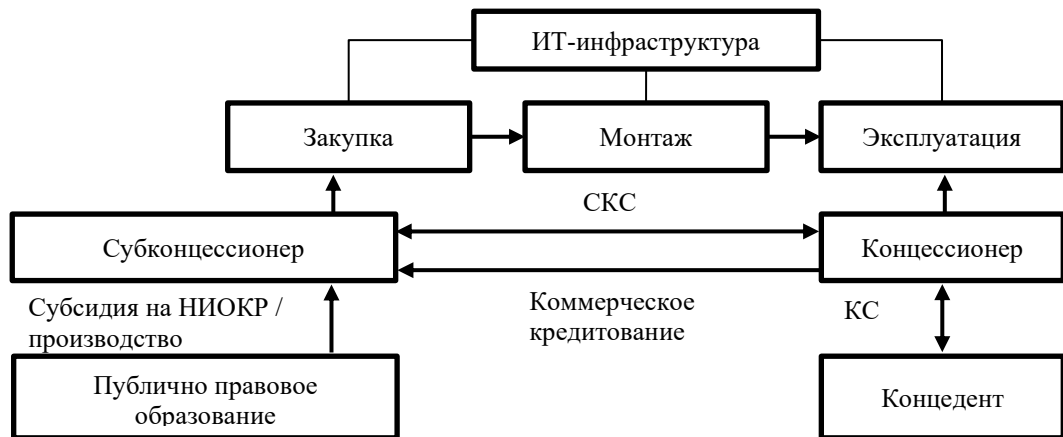 ИТ-инфраструктура
Закупка
Монтаж
Эксплуатация
СКС
Субконцессионер
Концессионер
Субсидия на НИОКР /
производство
Коммерческое
кредитование
КС
Публично правовое
образование
Концедент